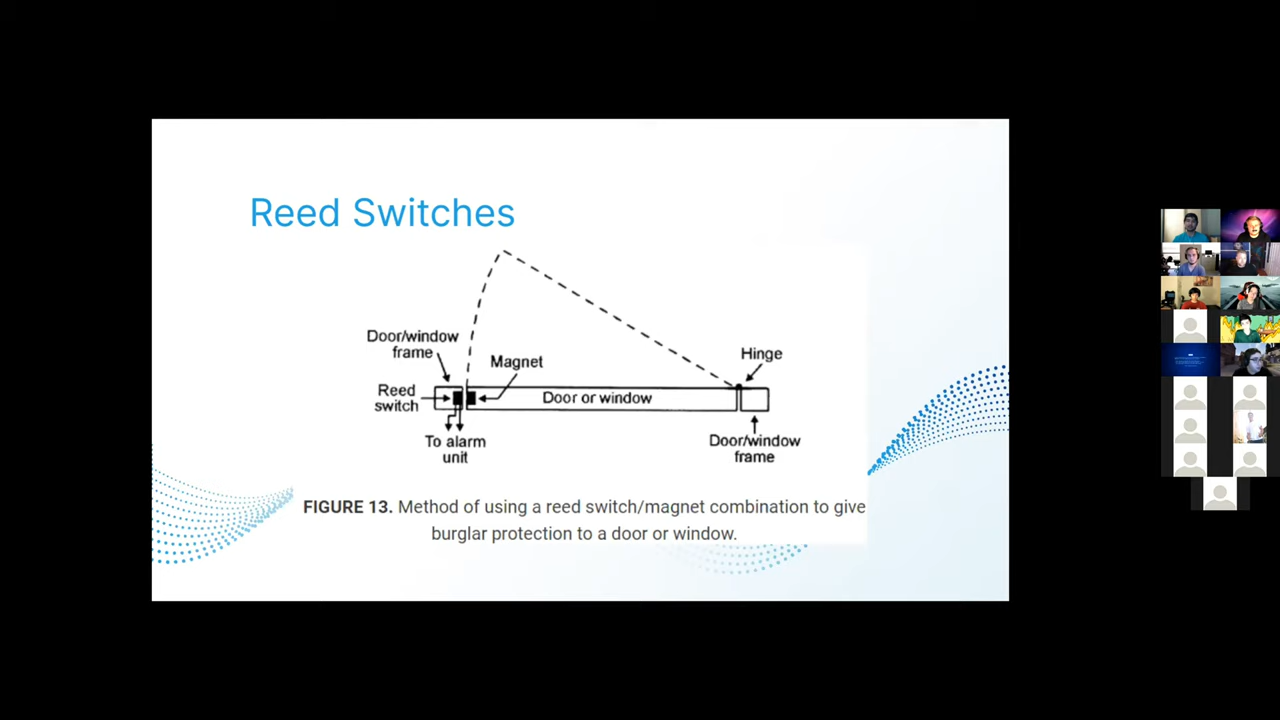 Reed Switches
Door/window
frame
Magnet
Hinge
Reed
switch
Door or window
To alarm
unit
Door/window
frame
FIGURE 13. Method of using a reed switch/magnet combination to give
burglar protection to a door or window.